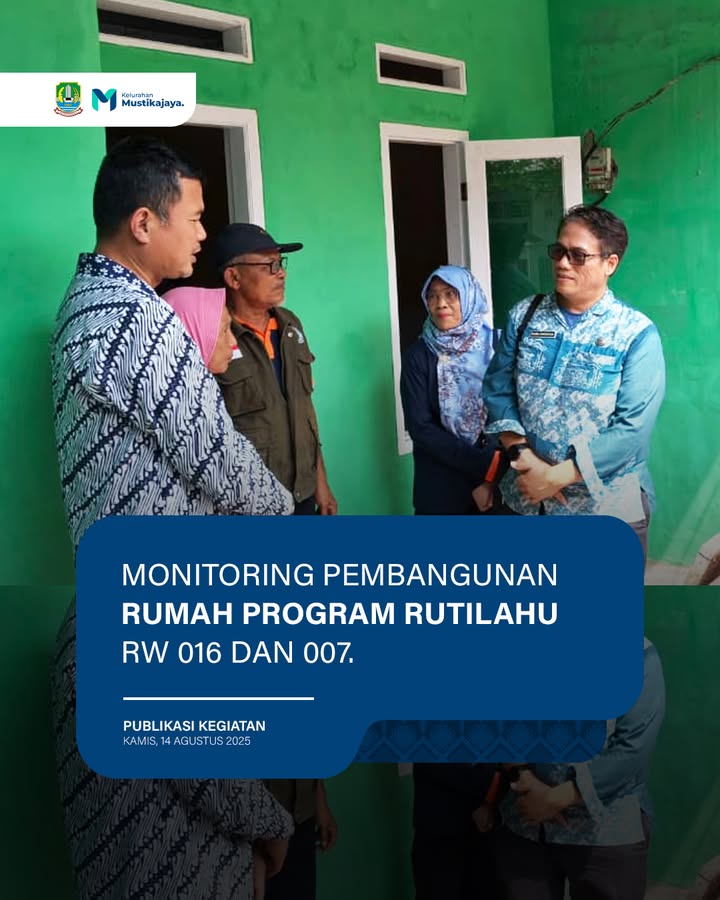 Kelurahan
Mustikajaya.
MONITORING PEMBANGUNAN
RUMAH PROGRAM RUTILAHU
RW 016 DAN 007.
PUBLIKASI KEGIATAN
KAMIS, 14 AGUSTUS 2025